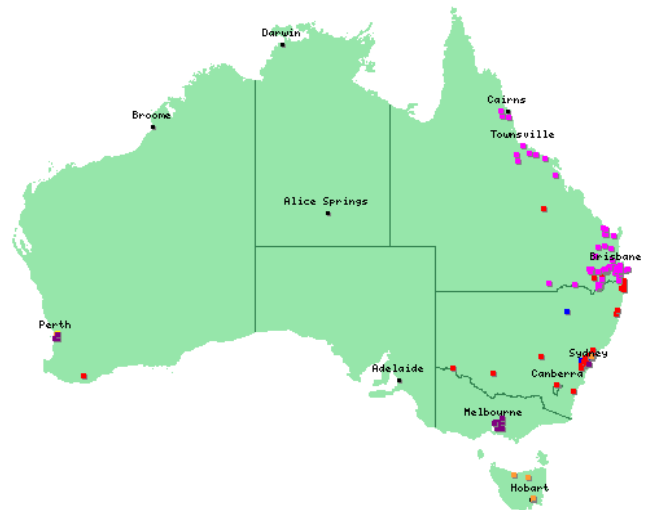 Darwin
Cairns
Broome
Townsville
Alice Springs
Brisbane
Perth
Sydney
Adelaide
Canberra
Melbourne
Hobart